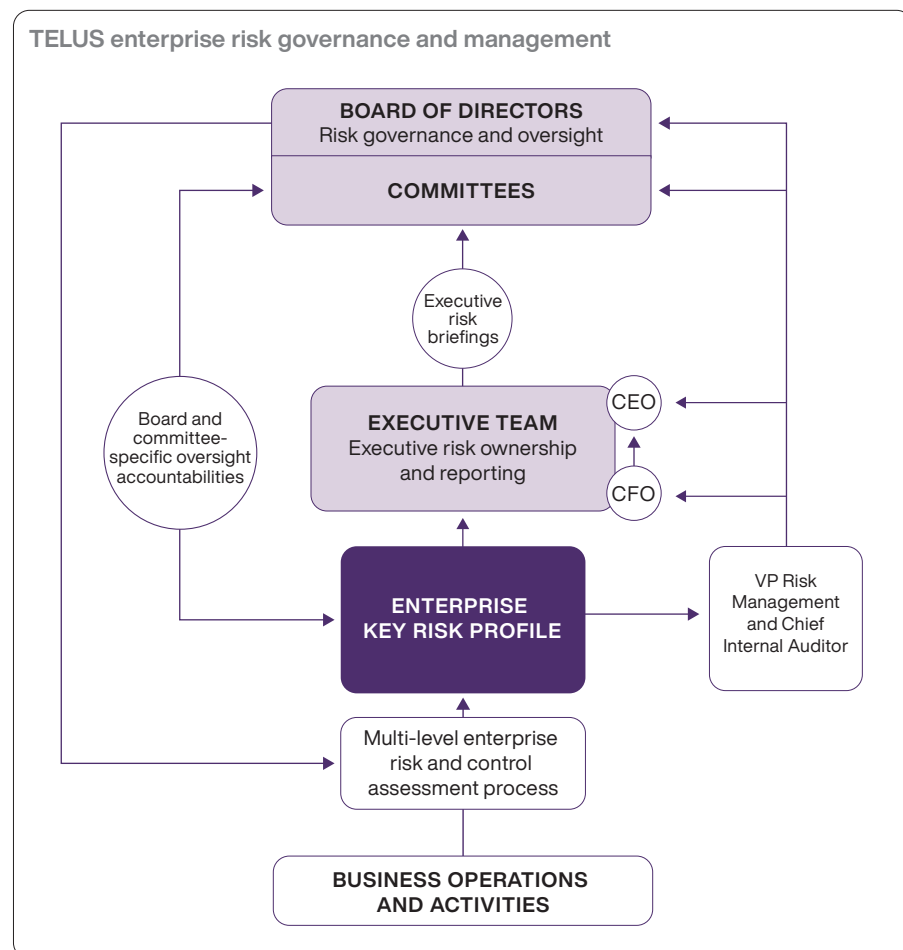 TELUS enterprise risk governance and management
BOARD OF DIRECTORS
Risk governance and oversight
COMMITTEES
Executive
risk
briefings
EXECUTIVE TEAM
Executive risk ownership
and reporting
CEO
CFO
Board and
committee-
specific oversight
accountabilities
ENTERPRISE
KEY RISK PROFILE
VP Risk
Management
and Chief
Internal Auditor
Multi-level enterprise
risk and control
assessment process
BUSINESS OPERATIONS
AND ACTIVITIES